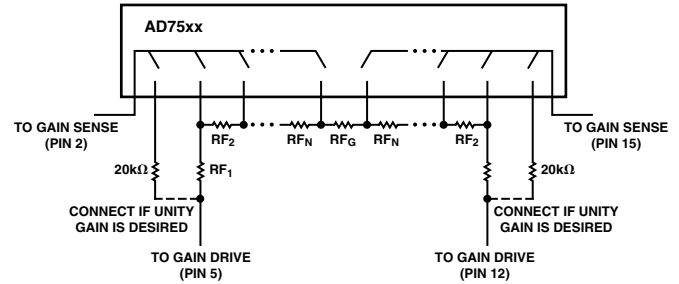 AD75xx
TO GAIN SENSE
(PIN 2)
RF2
RFN
RFG
RFN
RF2
TO GAIN SENSE
(PIN 15)
20kΩ
RF1
20kΩ
CONNECT IF UNITY
GAIN IS DESIRED
CONNECT IF UNITY
GAIN IS DESIRED
TO GAIN DRIVE
(PIN 5)
TO GAIN DRIVE
(PIN 12)